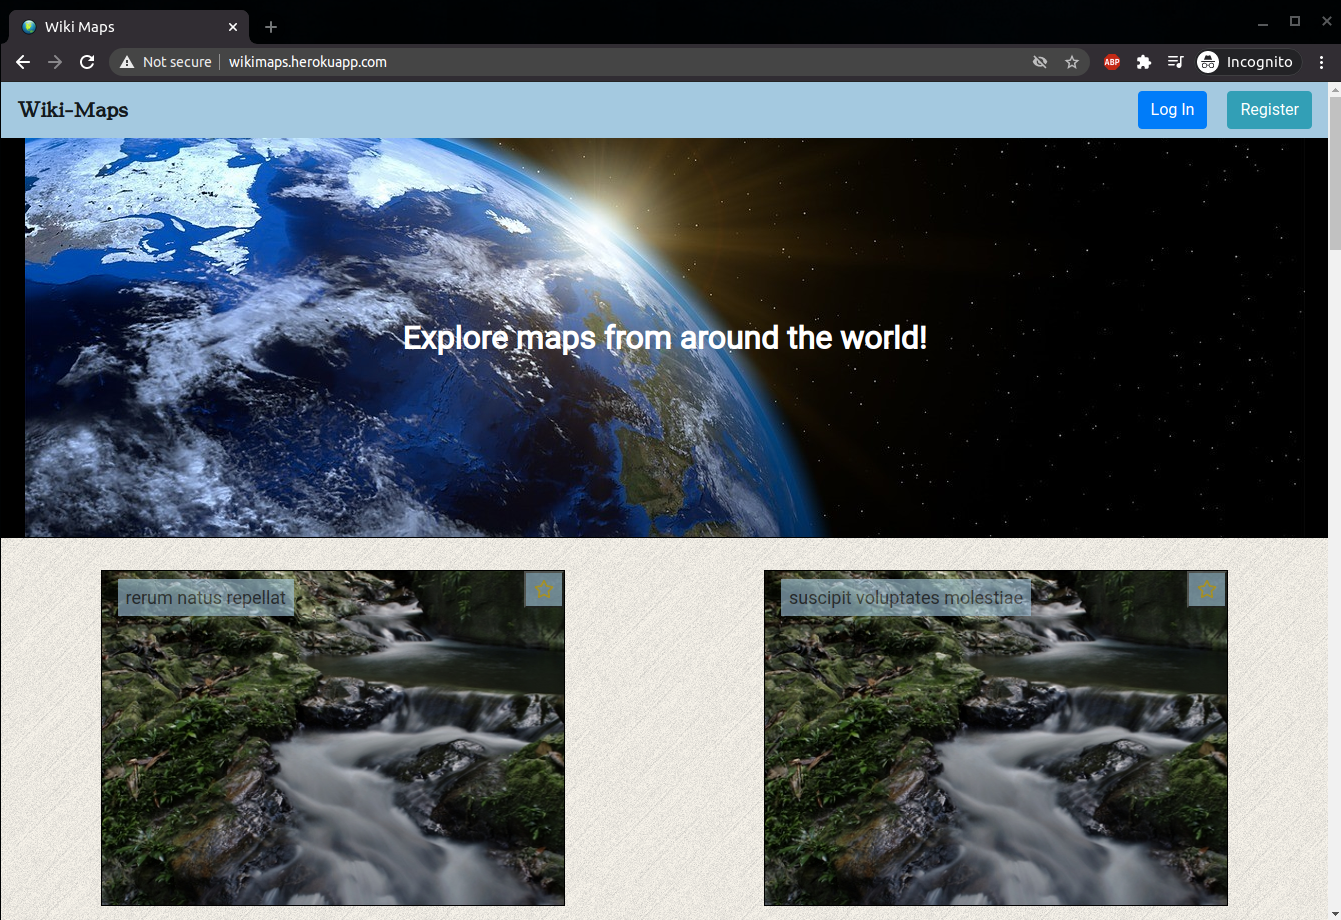 Wiki Maps
Not secure wikimaps.herokuapp.com ABP Incognito
Wiki-Maps Log In Register
Explore maps from around the world!
rerum natus repellat suscipit voluptates molestiae